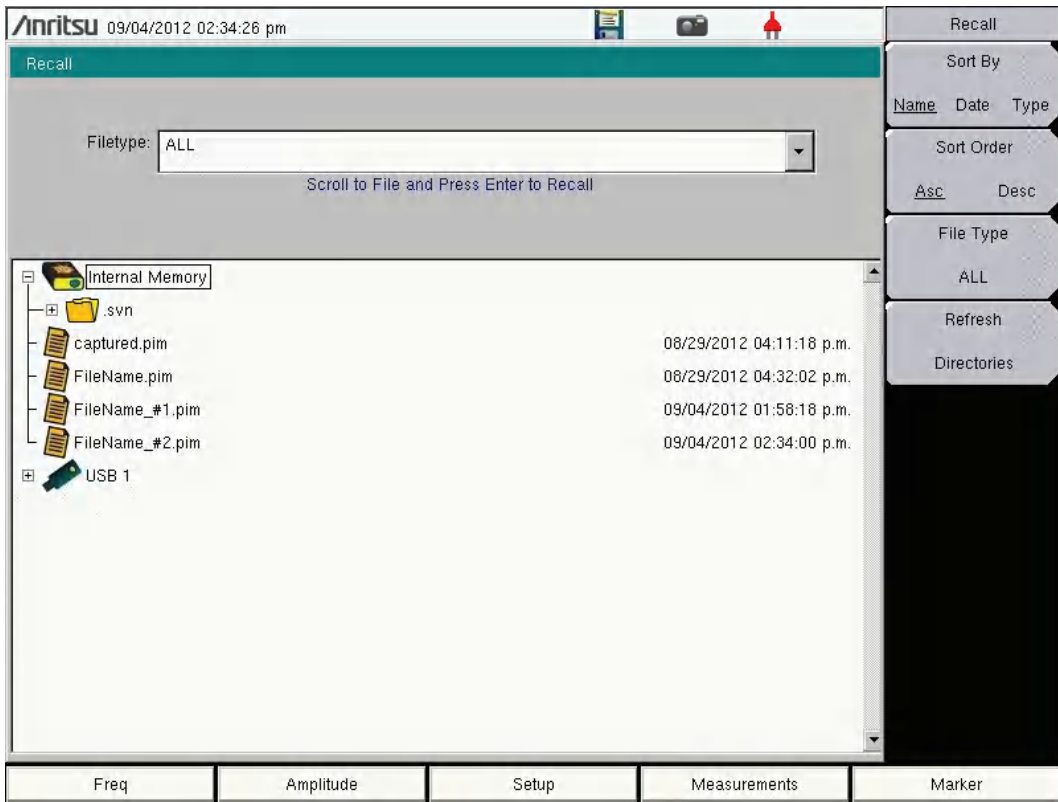 Anritsu 09/04/2012 02:34:26 pm
Recall
Filetype: ALL
Scroll to File and Press Enter to Recall
Internal Memory
.svn
captured.pim 08/29/2012 04:11:18 p.m.
FileName.pim 08/29/2012 04:32:02 p.m.
FileName_#1.pim 09/04/2012 01:58:18 p.m.
FileName_#2.pim 09/04/2012 02:34:00 p.m.
USB 1
Recall
Sort By
Name Date Type
Sort Order
Asc Desc
File Type
ALL
Refresh
Directories
Freq Amplitude Setup Measurements Marker